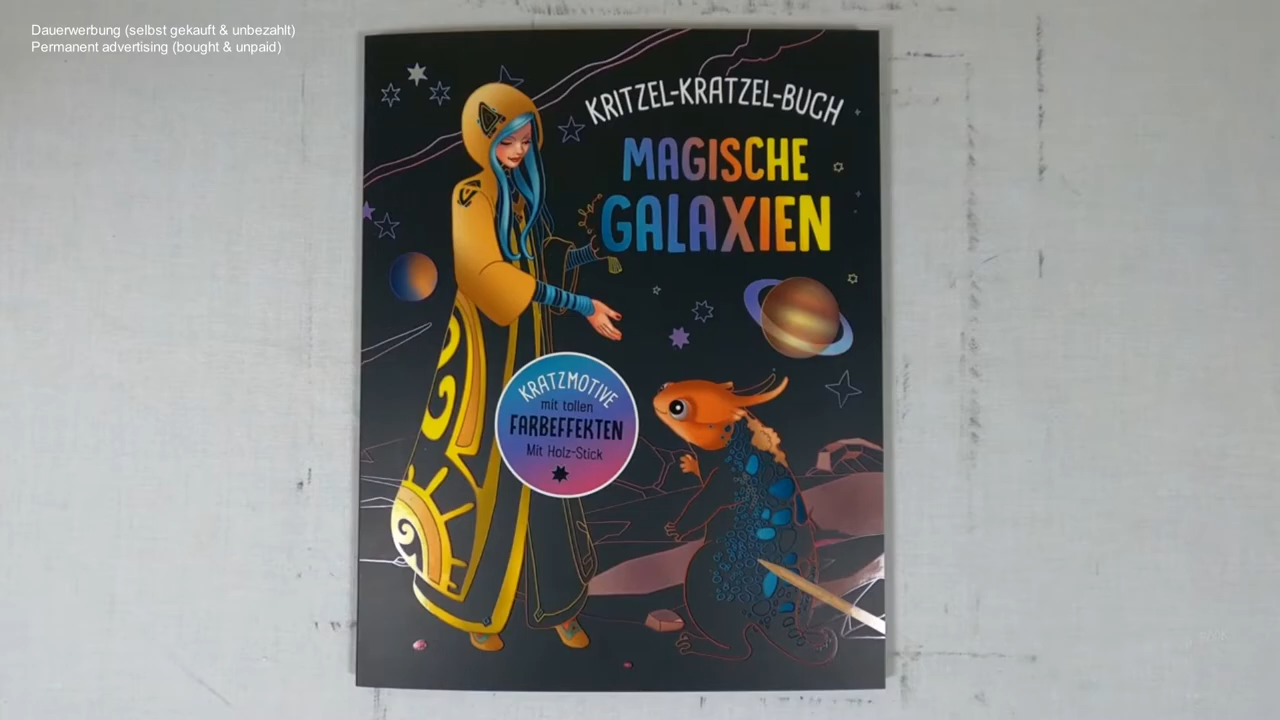 Dauerwerbung (selbst gekauft & unbezahlt)
Permanent advertising (bought & unpaid)
KRITZEL-KRATZEL-BUCH
MAGISCHE
GALAXIEN
KRATZMOTIVE
mit tollen
FARBEFFEKTEN
Mit Holz-Stick